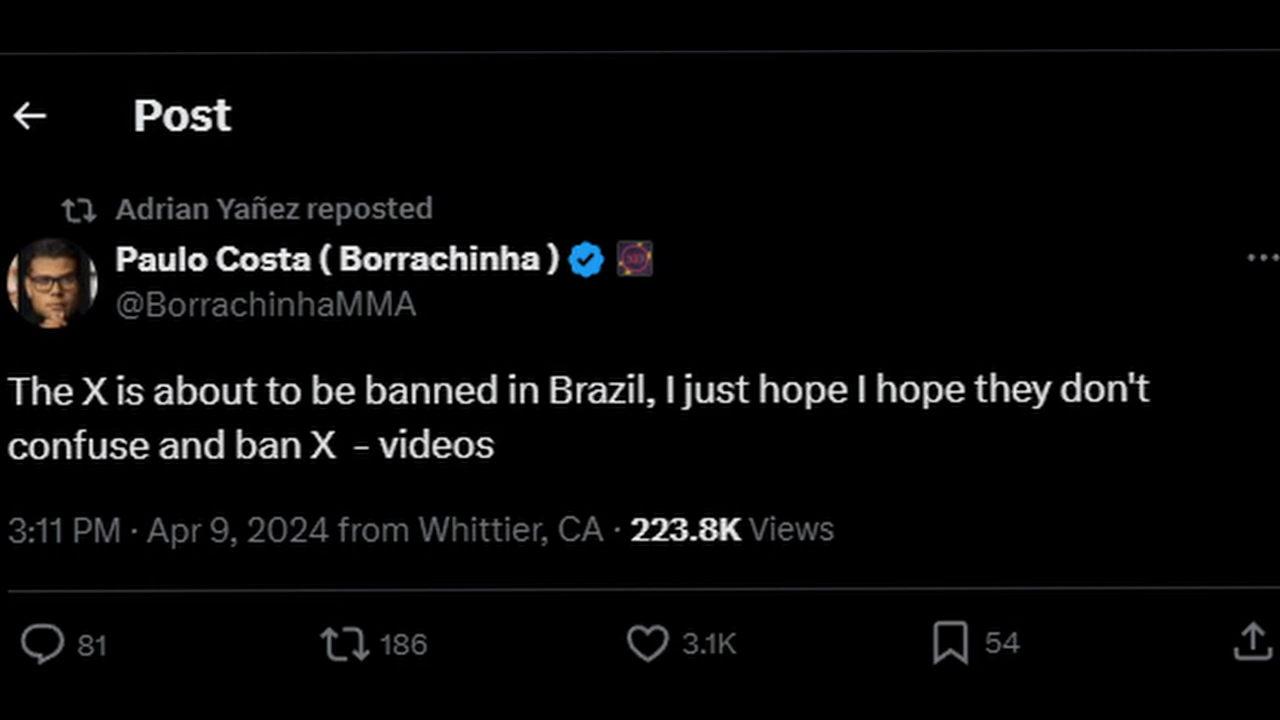 Post
Adrian Yañez reposted
Paulo Costa ( Borrachinha )
@BorrachinhaMMA
The X is about to be banned in Brazil, I just hope I hope they don't
confuse and ban X - videos
3:11 PM · Apr 9, 2024 from Whittier, CA · 223.8K Views
81 186 3.1K 54